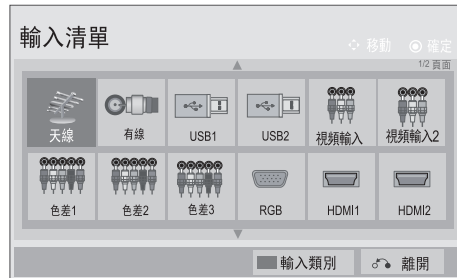 輸入清單
移動 確定
1/2 頁面
天線 有線 USB1 USB2 視頻輸入 視頻輸入2
色差1 色差2 色差3 RGB HDMI1 HDMI2
輸入類別 離開